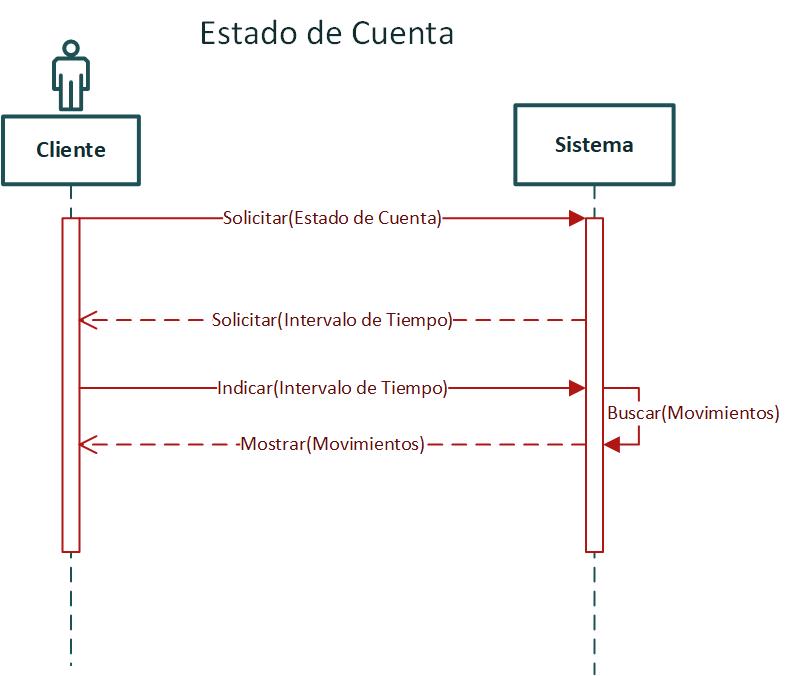 Estado de Cuenta
Cliente
Sistema
Solicitar(Estado de Cuenta)
Solicitar(Intervalo de Tiempo)
Indicar(Intervalo de Tiempo)
Buscar(Movimientos)
Mostrar(Movimientos)